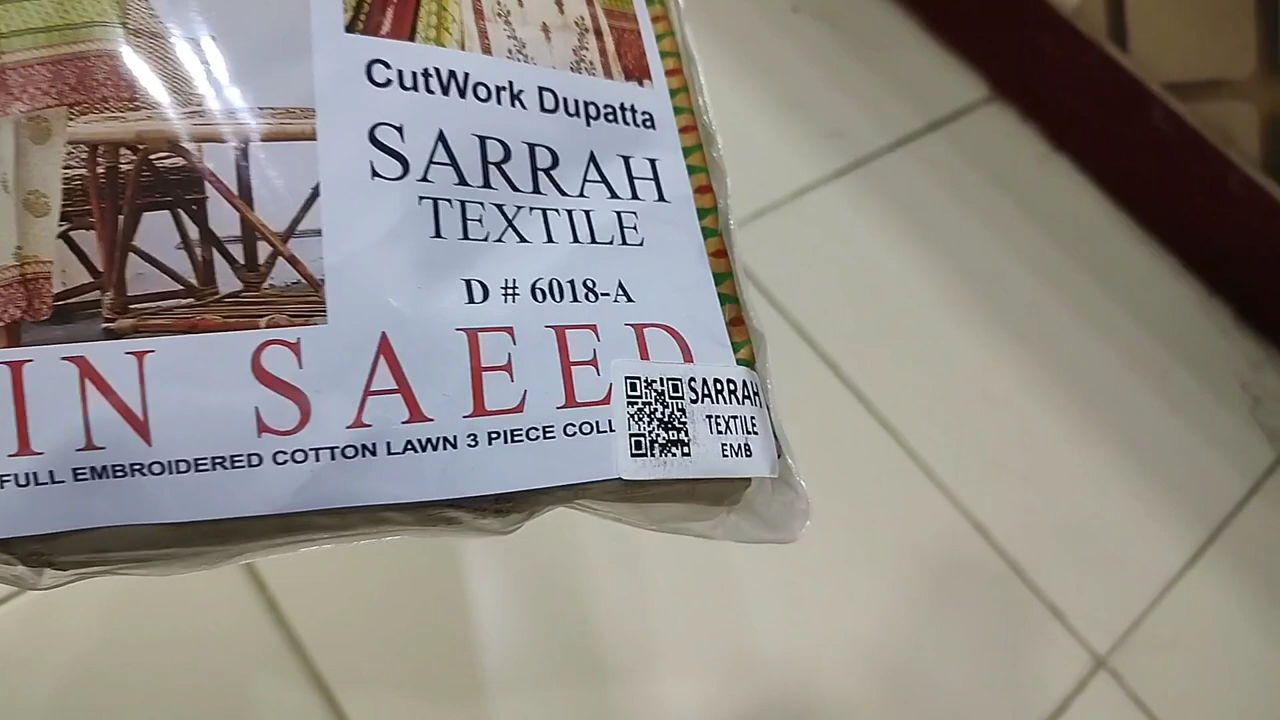 CutWork Dupatta
SARRAH
TEXTILE
D # 6018-A
IN SAEED
FULL EMBROIDERED COTTON LAWN 3 PIECE COLL
SARRAH
TEXTILE
EMB